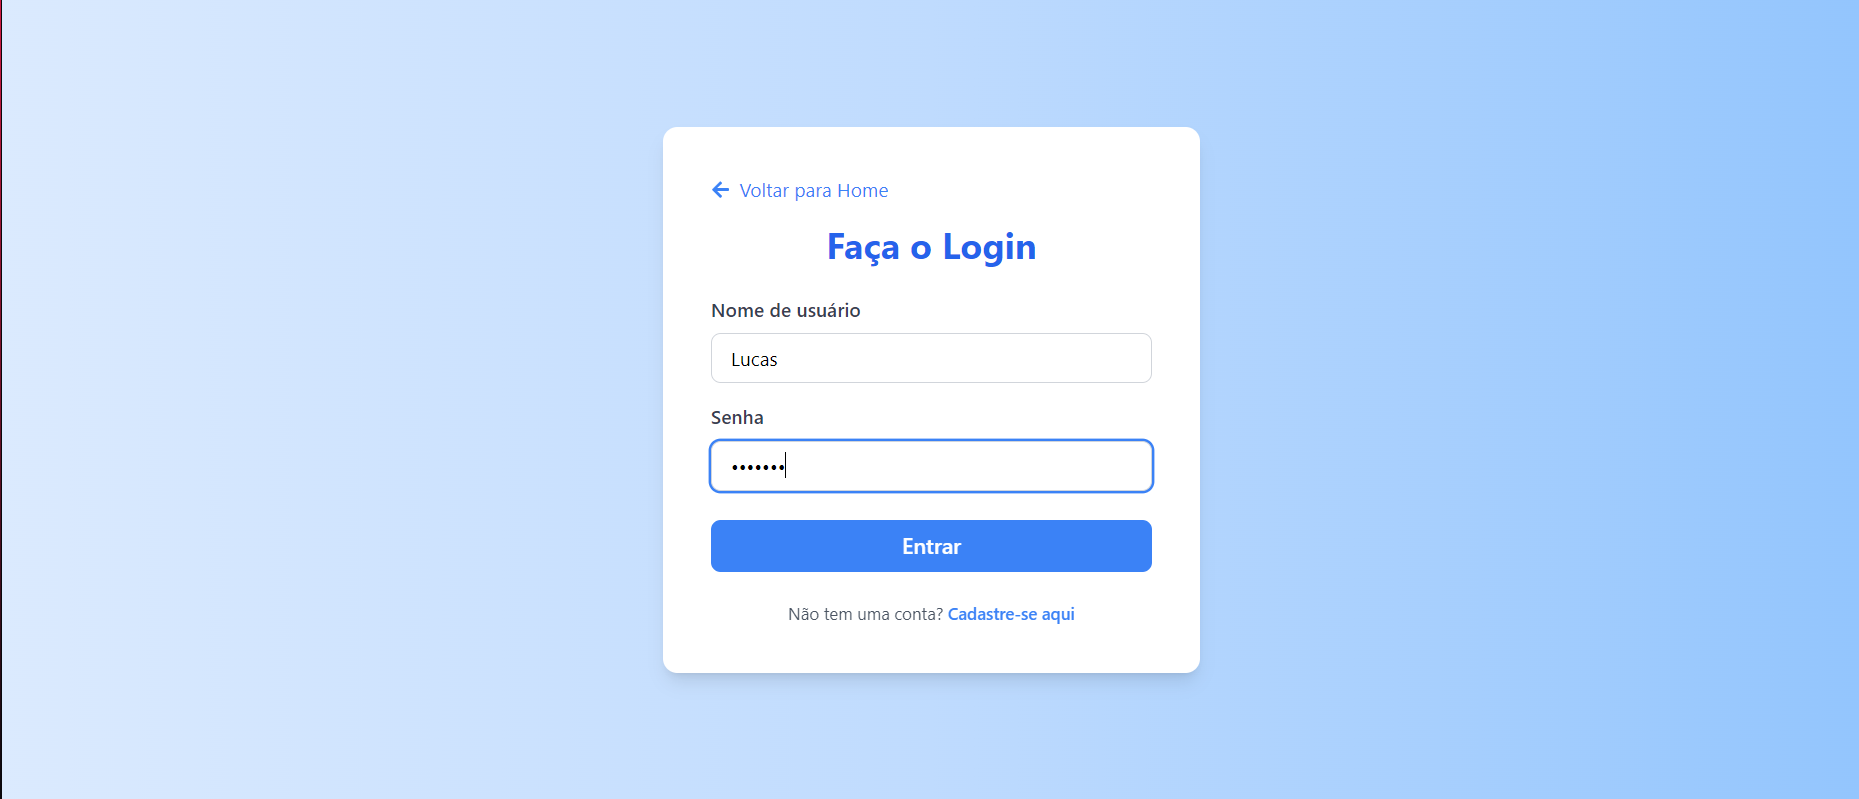 Voltar para Home
Faça o Login
Nome de usuário
Lucas
Senha
•••••••
Entrar
Não tem uma conta? Cadastre-se aqui